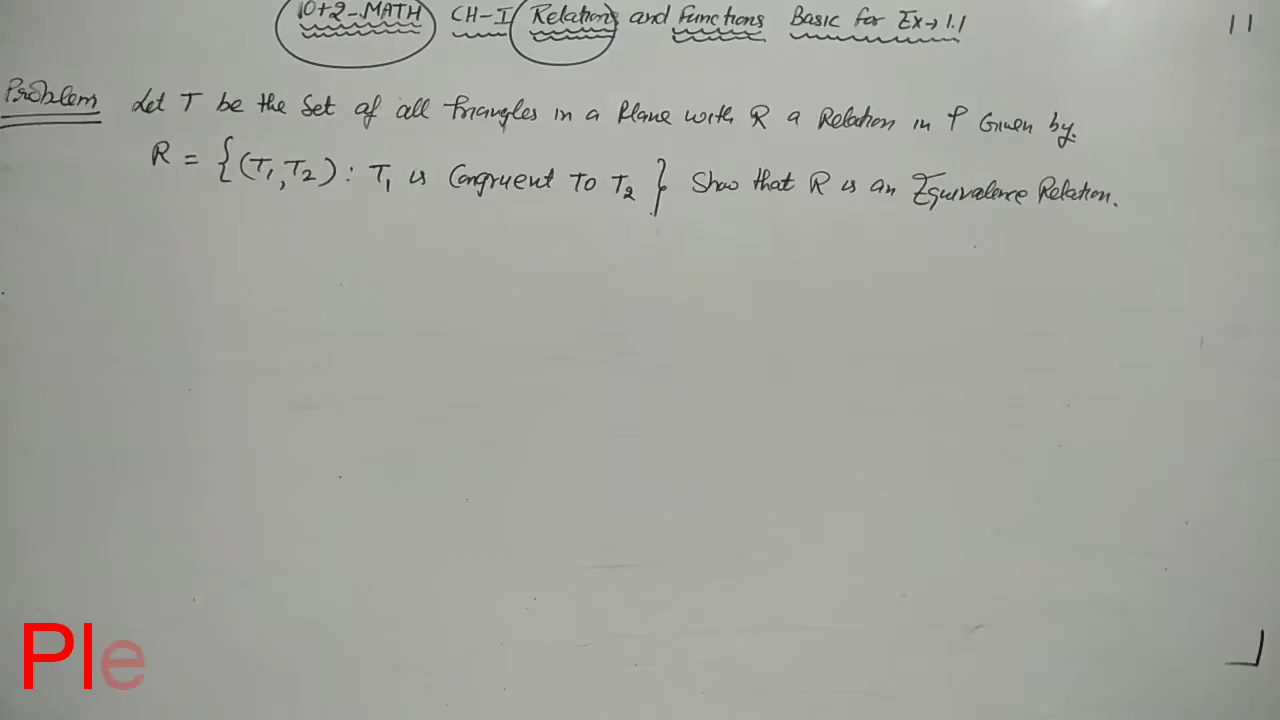 10+2-MATH CH-I Relations and Functions Basic for Ex→1.1 11
Problem Let T be the Set of all triangles in a Plane with R a Relation in T Given by.
R = {(T₁,T₂): T₁ is Congruent To T₂} Show that R is an Equivalence Relation.
Ple